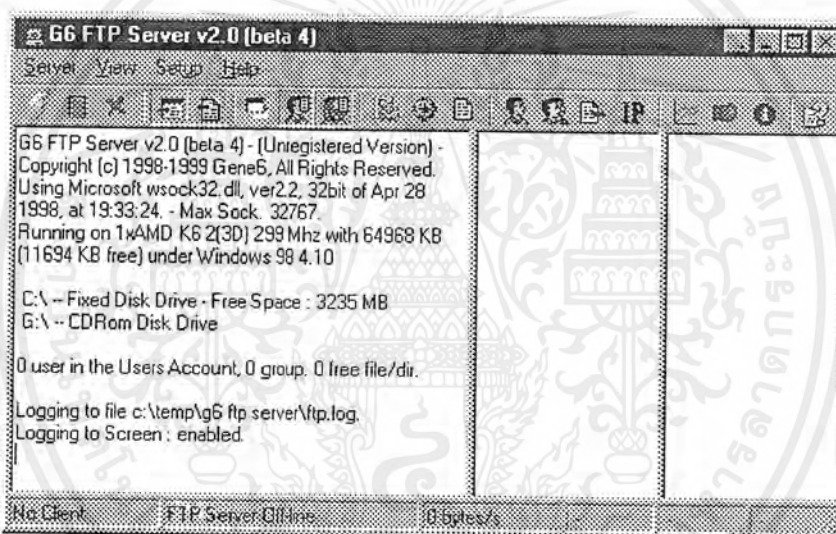 G6 FTP Server v2.0 (beta 4)
Server View Setup Help
IP
G6 FTP Server v2.0 (beta 4) - (Unregistered Version) -
Copyright (c) 1998-1999 Gene6, All Rights Reserved.
Using Microsoft wsock32.dll, ver2.2, 32bit of Apr 28
1998, at 19:33:24. - Max Sock. 32767.
Running on 1xAMD K6 2(3D) 299 Mhz with 64968 KB
(11694 KB free) under Windows 98 4.10
C:\ -- Fixed Disk Drive - Free Space : 3235 MB
G:\ -- CDRom Disk Drive
0 user in the Users Account, 0 group. 0 free file/dir.
Logging to file c:\temp\g6 ftp server\ftp.log.
Logging to Screen : enabled.
No Client FTP Server Off-line 0 bytes/s - - -